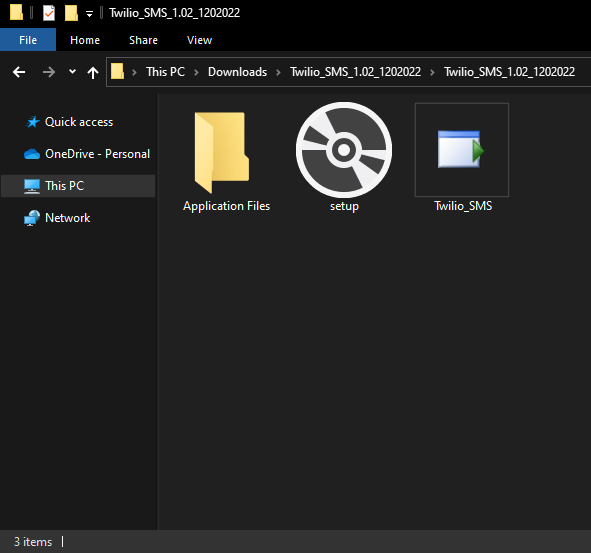 Twilio_SMS_1.02_1202022
File Home Share View
This PC Downloads Twilio_SMS_1.02_1202022 Twilio_SMS_1.02_1202022
Quick access
OneDrive - Personal
This PC
Network
Application Files setup Twilio_SMS
3 items